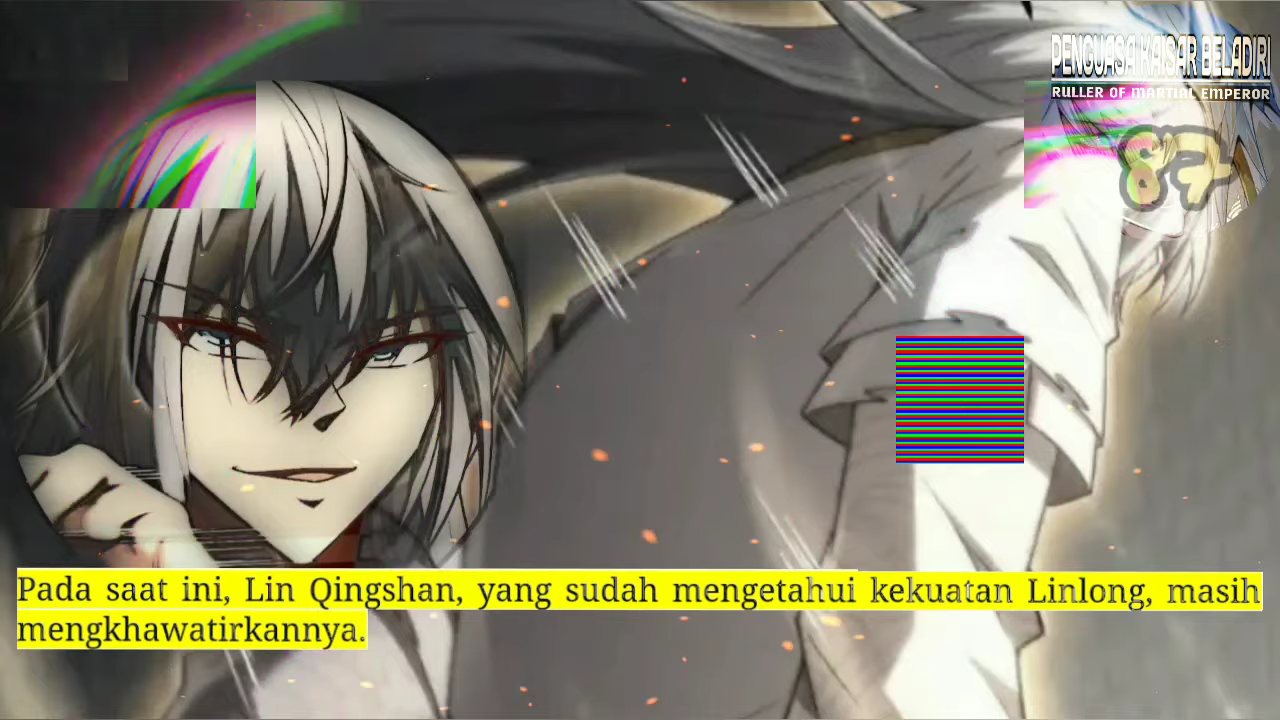 PENGUASA KAISAR BELADIRI
RULLER OF MARTIAL EMPEROR
87
Pada saat ini, Lin Qingshan, yang sudah mengetahui kekuatan Linlong, masih
mengkhawatirkannya.